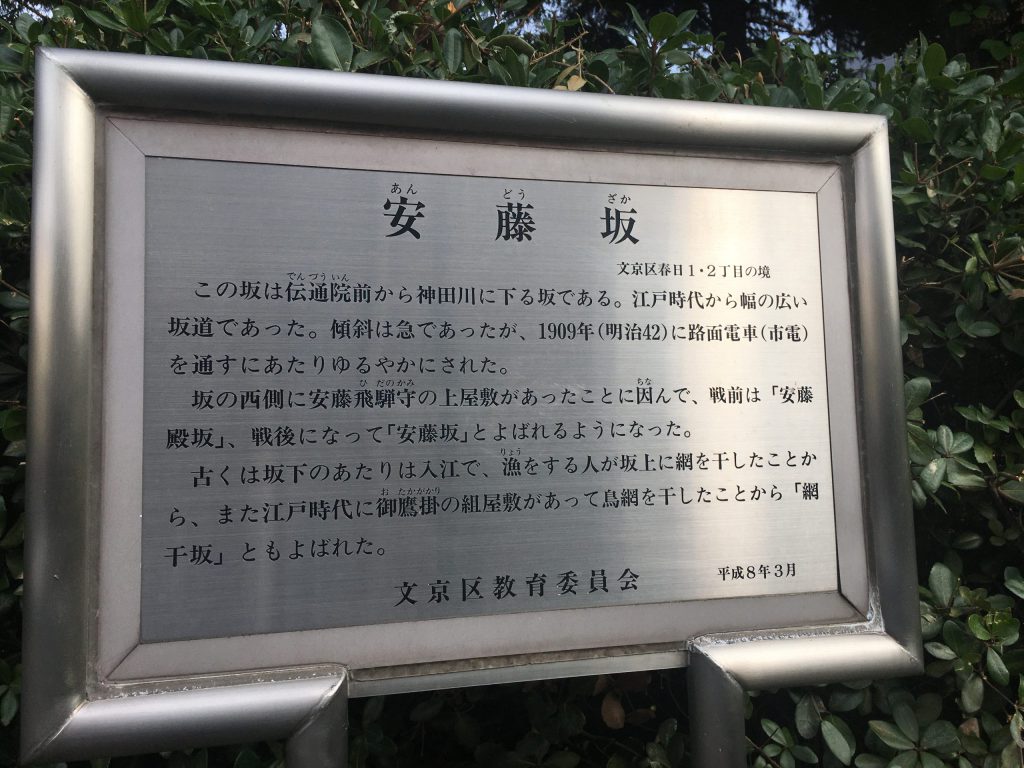 あん どう ざか
安藤坂
文京区春日1・2丁目の境
でんづういん
この坂は伝通院前から神田川に下る坂である。江戸時代から幅の広い
坂道であった。傾斜は急であったが、1909年(明治42)に路面電車(市電)
を通すにあたりゆるやかにされた。
ひだのかみ ちな
坂の西側に安藤飛騨守の上屋敷があったことに因んで、戦前は「安藤
殿坂」、戦後になって「安藤坂」とよばれるようになった。
りょう
古くは坂下のあたりは入江で、漁をする人が坂上に網を干したことか
おたかがかり
ら、また江戸時代に御鷹掛の組屋敷があって鳥網を干したことから「網
干坂」ともよばれた。
文京区教育委員会 平成8年3月